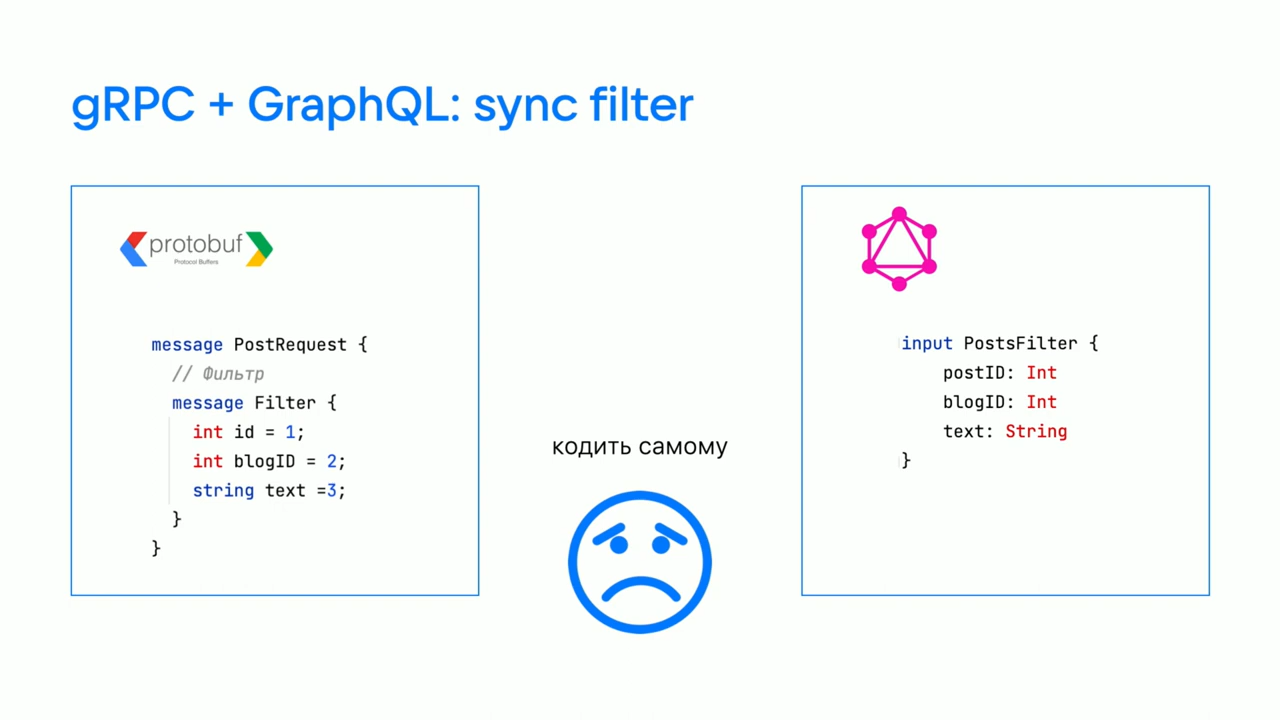 gRPC + GraphQL: sync filter
protobuf
Protocol Buffers
message PostRequest {
// Фильтр
message Filter {
int id = 1;
int blogID = 2;
string text =3;
}
}
кодить самому
input PostsFilter {
postID: Int
blogID: Int
text: String
}